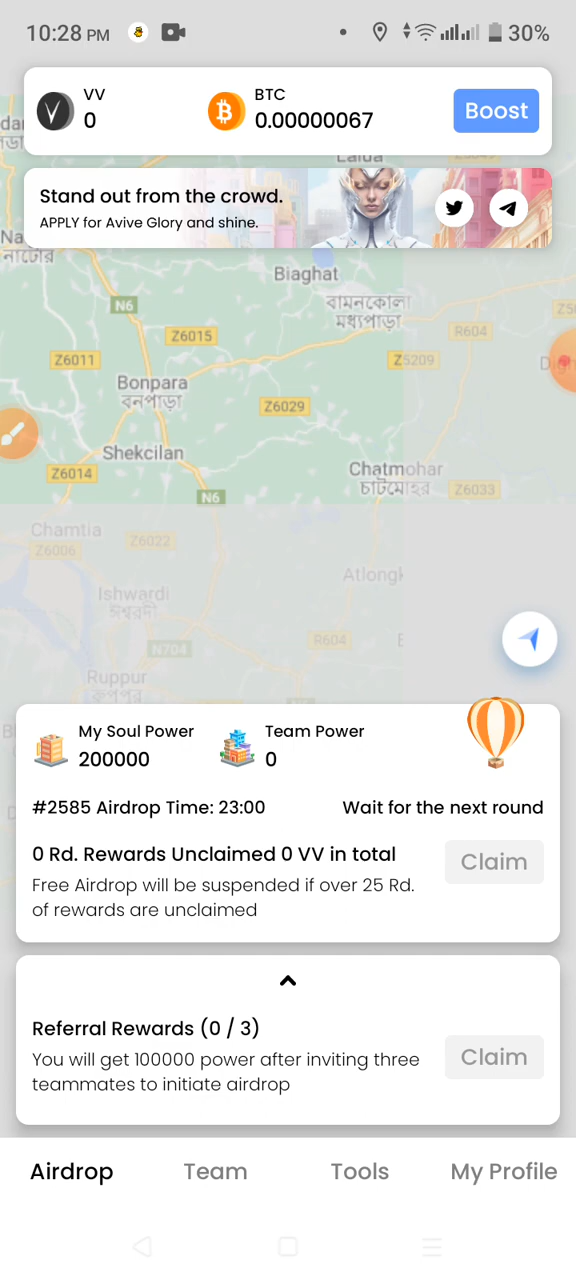 10:28 PM
30%
VV
0
BTC
0.00000067
Boost
Lalua
Stand out from the crowd.
APPLY for Avive Glory and shine.
নাটোর
Biaghat
বামনকোলা
মধ্যপাড়া
N6
Z6015
R604
Z6011
Z5209
Bonpara
বনপাড়া
Z6029
Shekcilan
Chatmohar
চাটমোহর
Z6014
Z6033
N6
Chamtia
Z6006
Z6022
Ishwardi
ঈশ্বরদী
R604
N704
Ruppur
রূপপুর
My Soul Power
200000
Team Power
0
#2585 Airdrop Time: 23:00
Wait for the next round
0 Rd. Rewards Unclaimed 0 VV in total
Claim
Free Airdrop will be suspended if over 25 Rd.
of rewards are unclaimed
Referral Rewards (0 / 3)
You will get 100000 power after inviting three
teammates to initiate airdrop
Claim
Airdrop
Team
Tools
My Profile